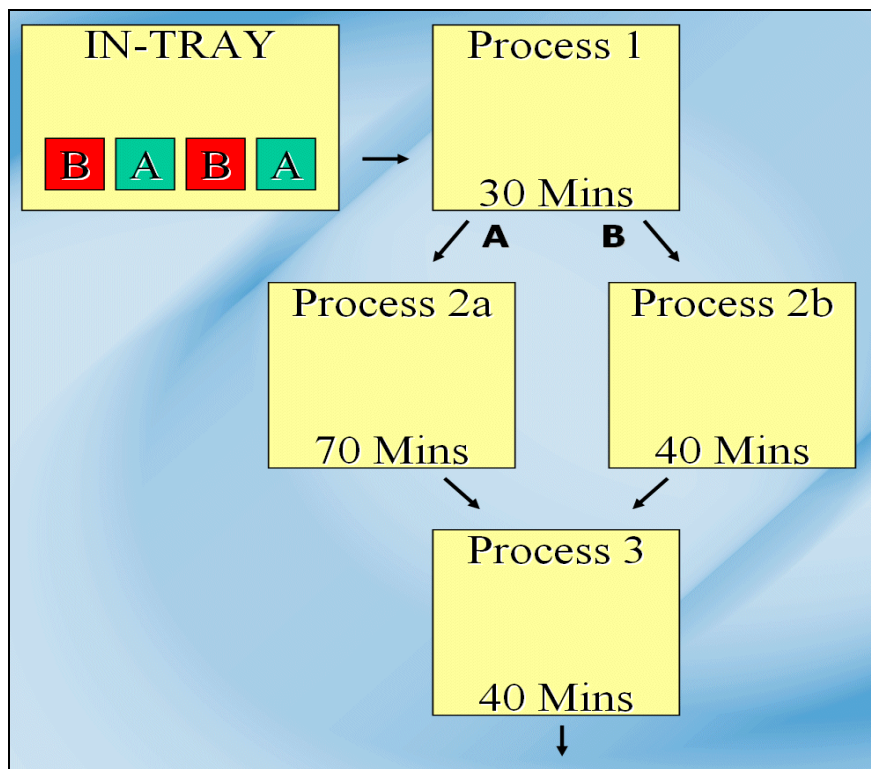 IN-TRAY
B A B A
Process 1
30 Mins
A B
Process 2a
70 Mins
Process 2b
40 Mins
Process 3
40 Mins